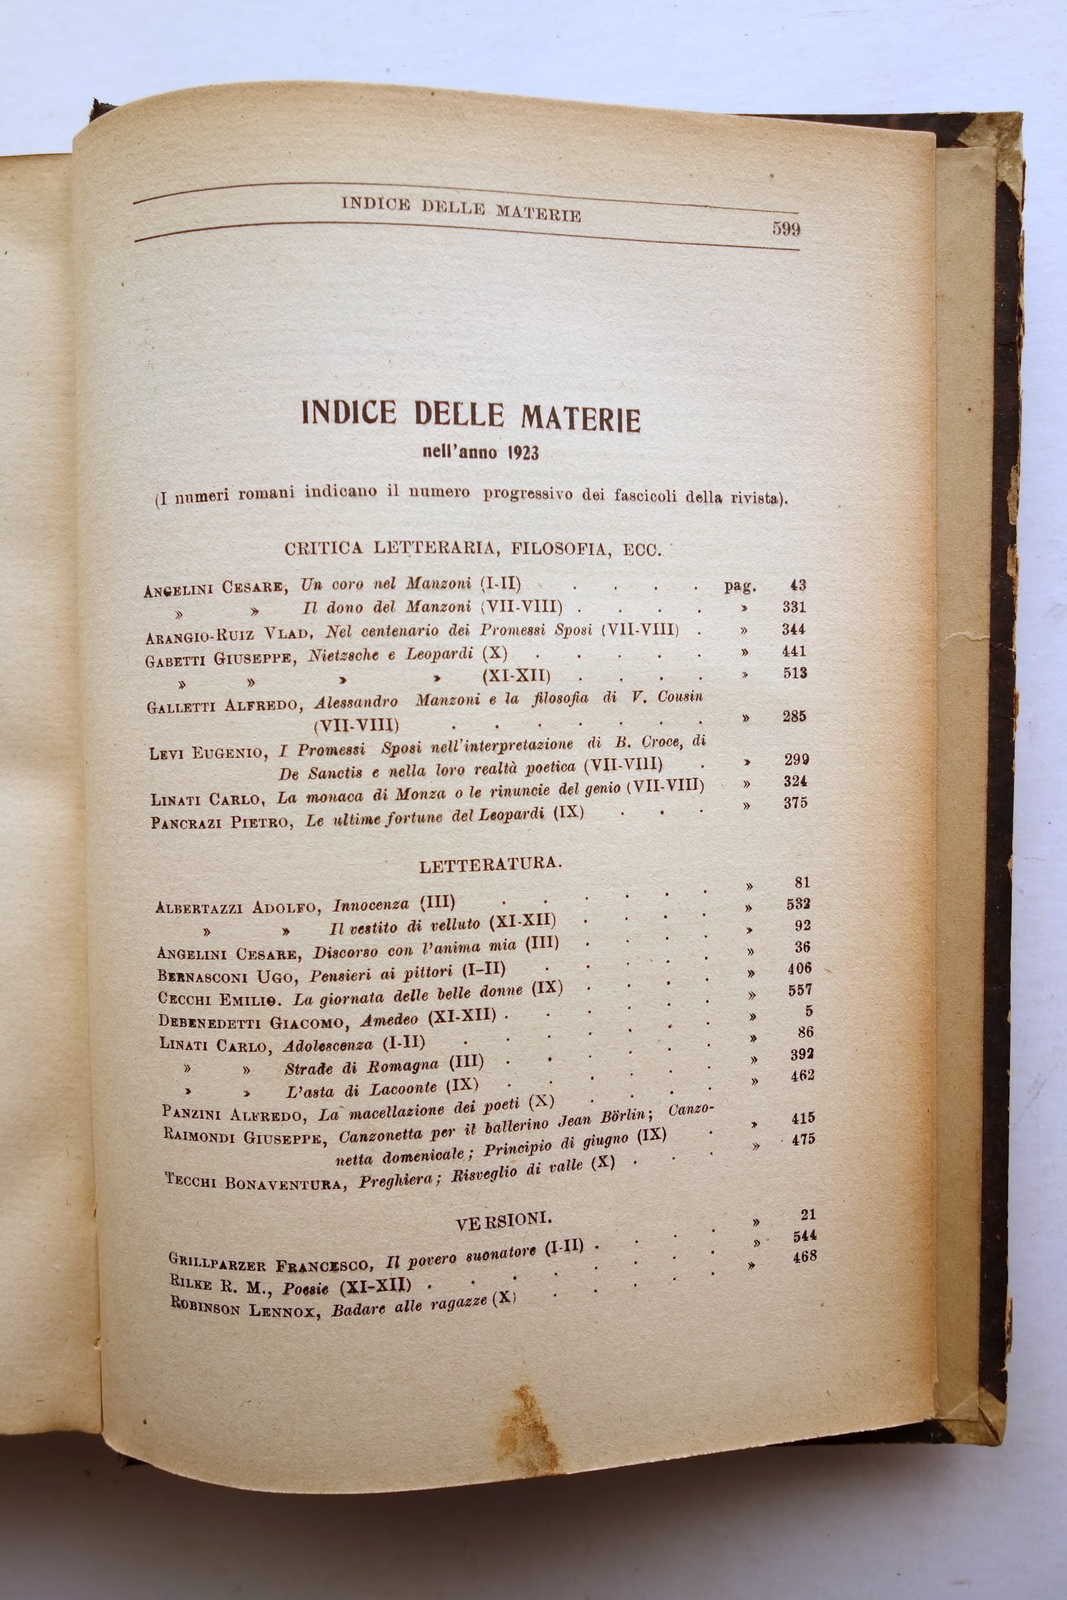 INDICE DELLE MATERIE
599
INDICE DELLE MATERIE
nell'anno 1923
(I numeri romani indicano il numero progressivo dei fascicoli della rivista).
CRITICA LETTERARIA, FILOSOFIA, ECC.
ANGELINI CESARE, Un coro nel Manzoni (I-II) . . . . pag. 43
» » Il dono del Manzoni (VII-VIII) . . . . » 331
ARANGIO-RUIZ VLAD. Nel centenario dei Promessi Sposi (VII-VIII) . » 344
GABETTI GIUSEPPE, Nietzsche e Leopardi (X) . . . . . » 441
» » » » (XI-XII) . . . . » 513
GALLETTI ALFREDO, Alessandro Manzoni e la filosofia di V. Cousin
(VII-VIII) . . . . . . . » 285
LEVI EUGENIO, I Promessi Sposi nell'interpretazione di B. Croce, di
De Sanctis e nella loro realtà poetica (VII-VIII) . » 299
LINATI CARLO, La monaca di Monza o le rinuncie del genio (VII-VIII) » 324
PANCRAZI PIETRO, Le ultime fortune del Leopardi (IX) . . . » 375
LETTERATURA.
ALBERTAZZI ADOLFO, Innocenza (III) . . . . . » 81
» » Il vestito di velluto (XI-XII) . . . . » 532
ANGELINI CESARE, Discorso con l'anima mia (III) . . . . » 92
BERNASCONI UGO, Pensieri ai pittori (I-II) . . . . . » 36
CECCHI EMILIO. La giornata delle belle donne (IX) . . . . » 406
DEBENEDETTI GIACOMO, Amedeo (XI-XII) . . . . . » 557
LINATI CARLO, Adolescenza (I-II) . . . . . . » 5
» » Strade di Romagna (III) . . . . . » 86
» » L'asta di Lacoonte (IX) . . . . . » 392
PANZINI ALFREDO, La macellazione dei poeti (X) . . . . » 462
RAIMONDI GIUSEPPE, Canzonetta per il ballerino Jean Börlin; Canzo-
netta domenicale; Principio di giugno (IX) . » 415
TECCHI BONAVENTURA, Preghiera; Risveglio di valle (X) . . . » 475
VERSIONI.
GRILLPARZER FRANCESCO, Il povero suonatore (I-II) . . . . » 21
RILKE R. M., Poesie (XI-XII) . . . . . . . » 544
ROBINSON LENNOX, Badare alle ragazze (X) . . . . . » 468